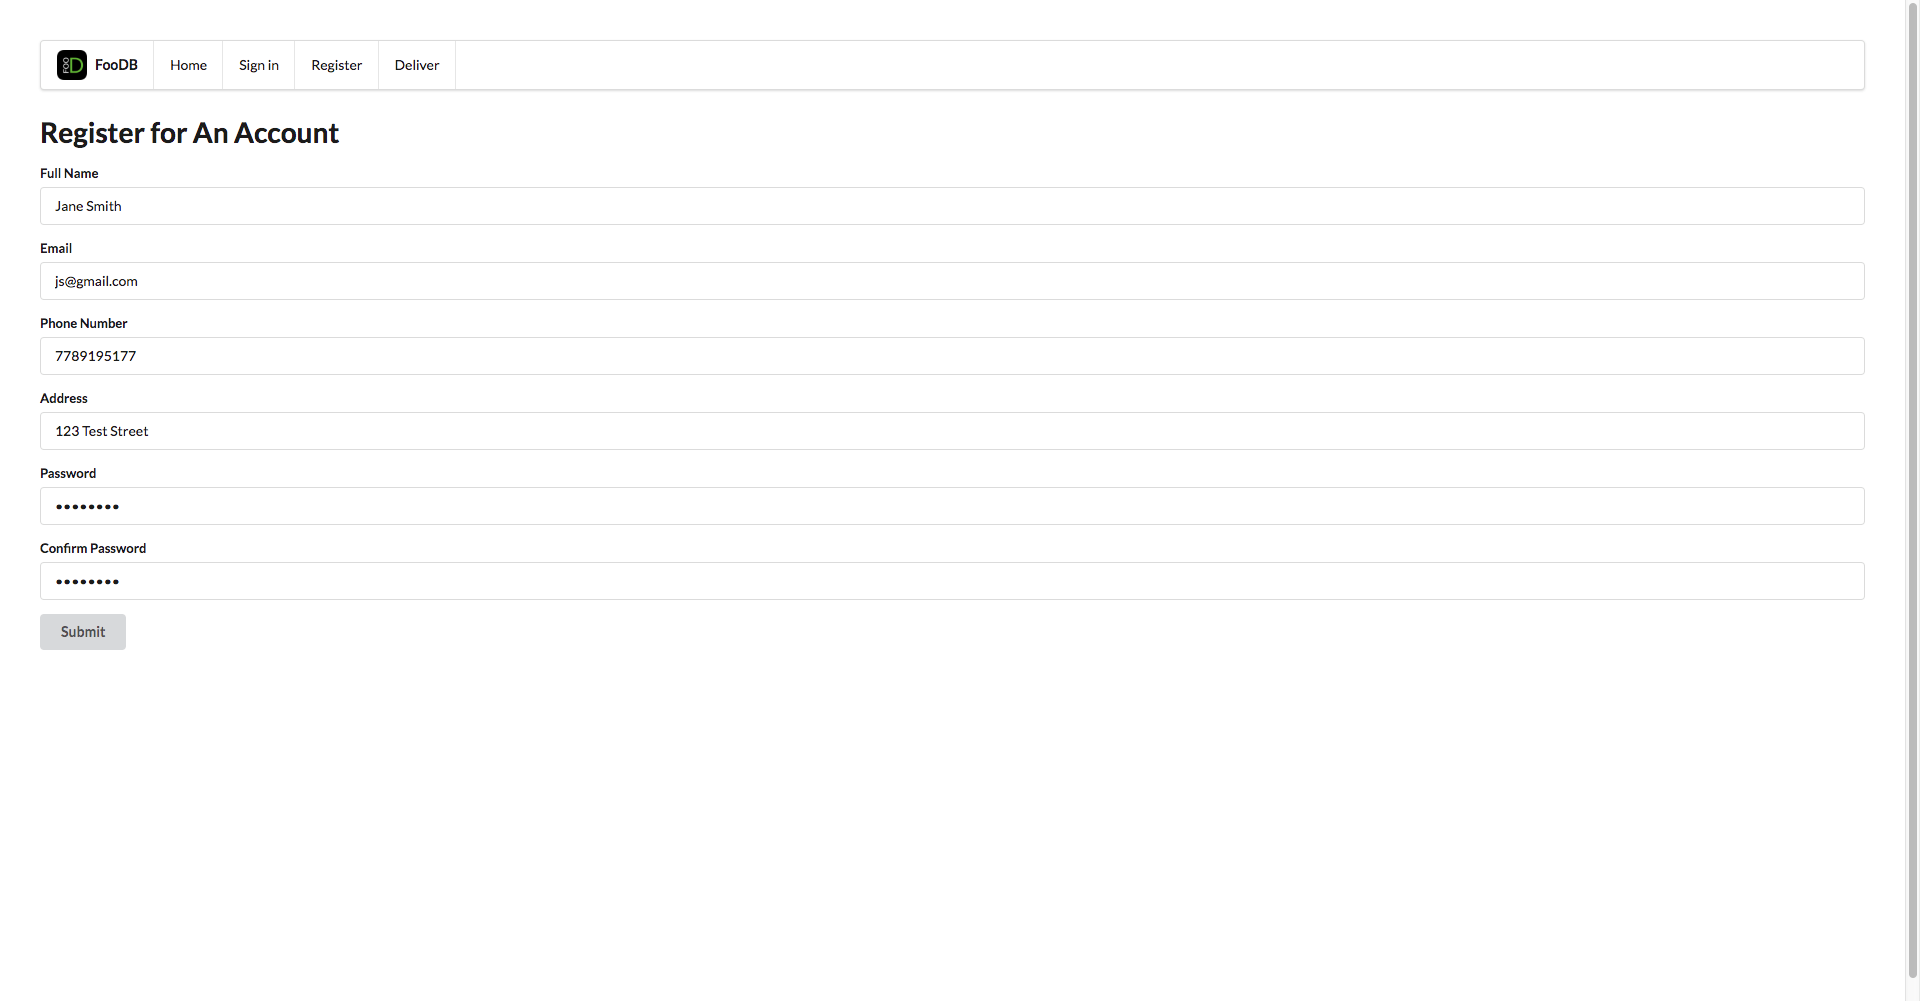 FOO D FooDB Home Sign in Register Deliver
Register for An Account
Full Name
Jane Smith
Email
js@gmail.com
Phone Number
7789195177
Address
123 Test Street
Password
••••••••
Confirm Password
••••••••
Submit